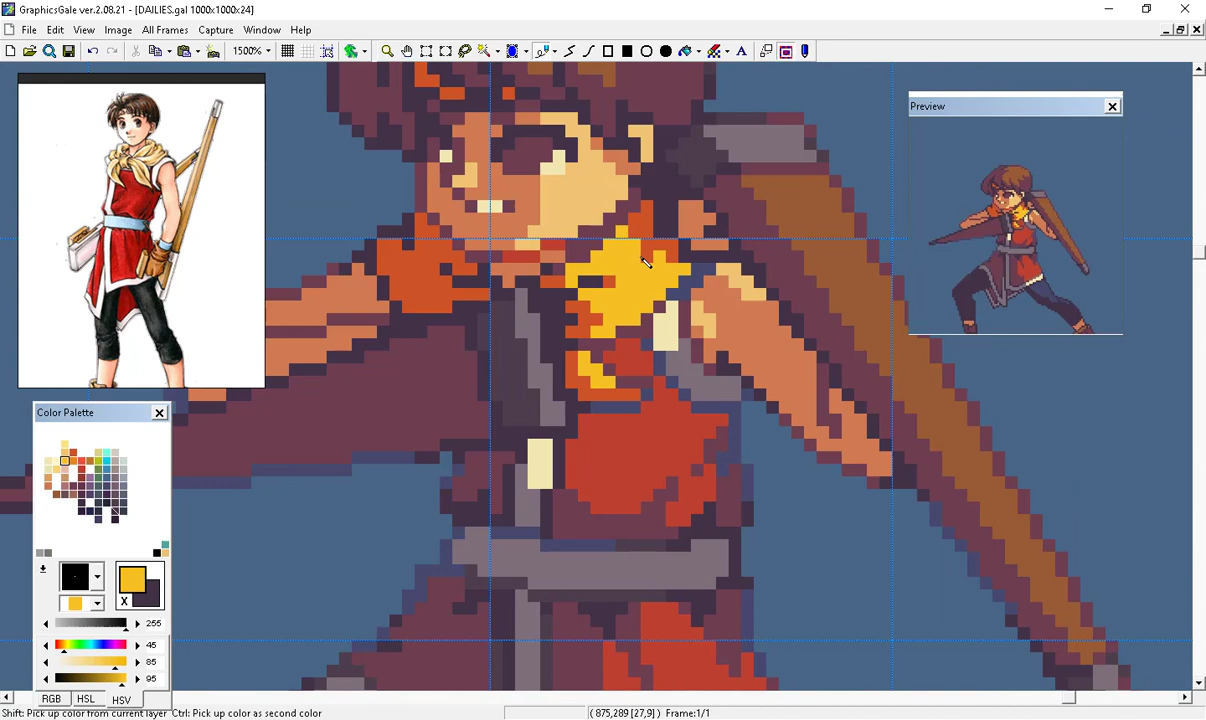 GraphicsGale ver.2.08.21 - [DAILIES.gal 1000x1000x24]
File Edit View Image All Frames Capture Window Help
1500%
A
Preview
Color Palette
X
255
45
85
95
RGB HSL HSV
Shift: Pick up color from current layer Ctrl: Pick up color as second color
( 875,289 [27,9] ) Frame:1/1